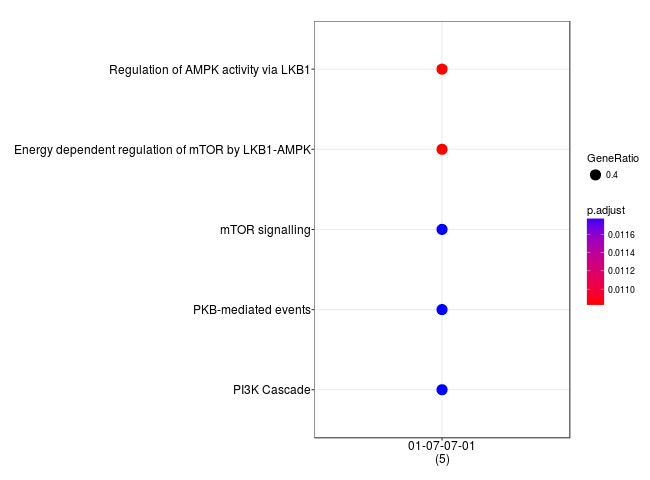 Regulation of AMPK activity via LKB1
Energy dependent regulation of mTOR by LKB1-AMPK
mTOR signalling
PKB-mediated events
PI3K Cascade
01-07-07-01
(5)
GeneRatio
0.4
p.adjust
0.0116
0.0114
0.0112
0.0110